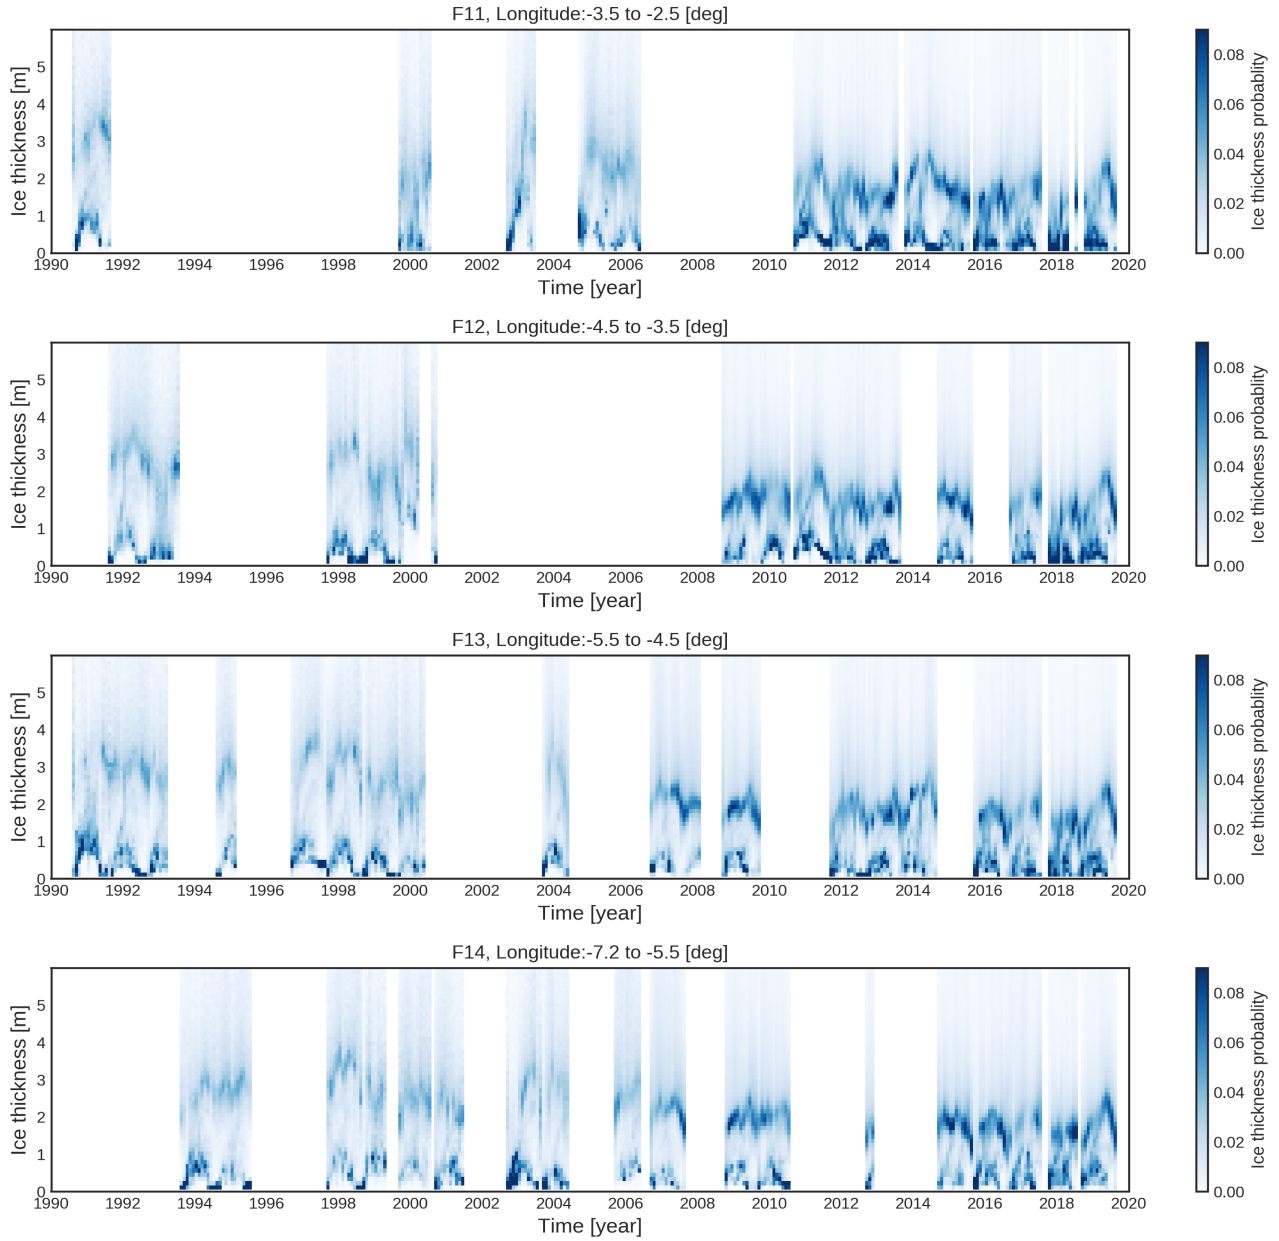 F11, Longitude:-3.5 to -2.5 [deg]
Ice thickness [m]
5
4
3
2
1
0
1990 1992 1994 1996 1998 2000 2002 2004 2006 2008 2010 2012 2014 2016 2018 2020
Time [year]
0.08
0.06
0.04
0.02
0.00
Ice thickness probablity
F12, Longitude:-4.5 to -3.5 [deg]
Ice thickness [m]
5
4
3
2
1
0
1990 1992 1994 1996 1998 2000 2002 2004 2006 2008 2010 2012 2014 2016 2018 2020
Time [year]
0.08
0.06
0.04
0.02
0.00
Ice thickness probablity
F13, Longitude:-5.5 to -4.5 [deg]
Ice thickness [m]
5
4
3
2
1
0
1990 1992 1994 1996 1998 2000 2002 2004 2006 2008 2010 2012 2014 2016 2018 2020
Time [year]
0.08
0.06
0.04
0.02
0.00
Ice thickness probablity
F14, Longitude:-7.2 to -5.5 [deg]
Ice thickness [m]
5
4
3
2
1
0
1990 1992 1994 1996 1998 2000 2002 2004 2006 2008 2010 2012 2014 2016 2018 2020
Time [year]
0.08
0.06
0.04
0.02
0.00
Ice thickness probablity